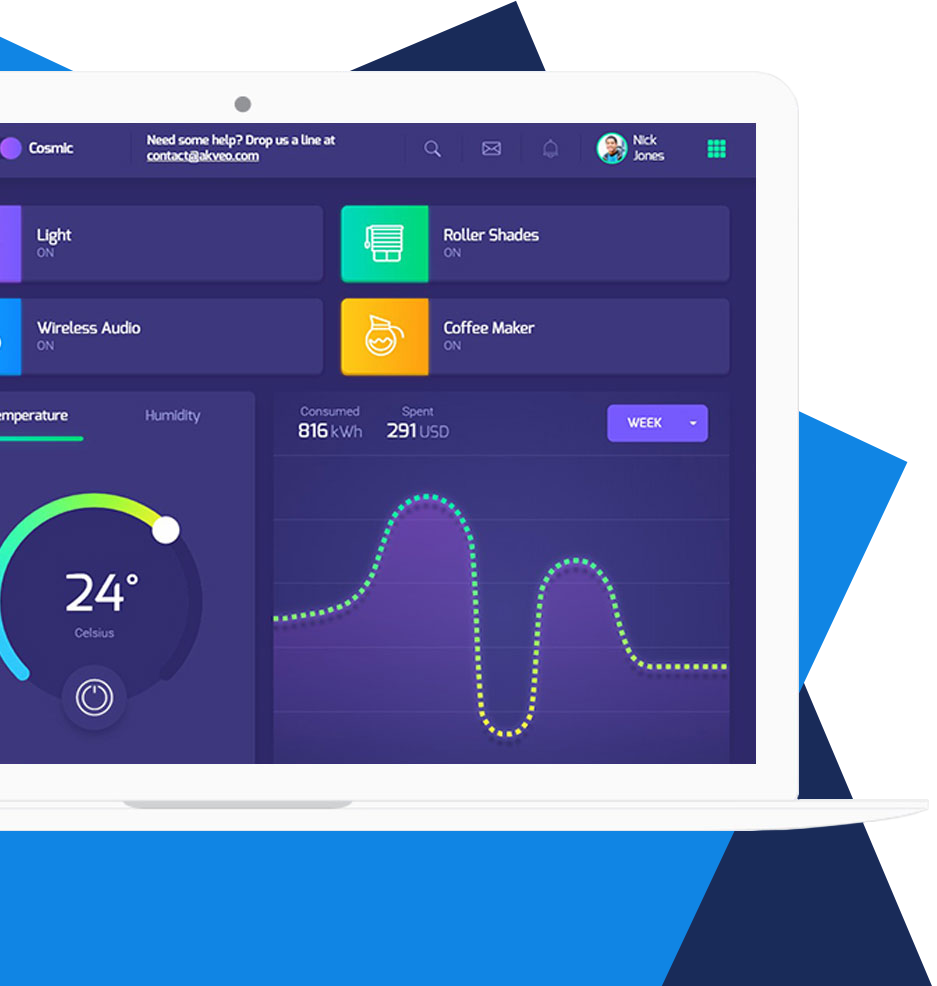 Cosmic
Need some help? Drop us a line at
contact@akveo.com
Nick
Jones
Light
ON
Roller Shades
ON
Wireless Audio
ON
Coffee Maker
ON
emperature
Humidity
Consumed
816 kWh
Spent
291 USD
WEEK
24°
Celsius